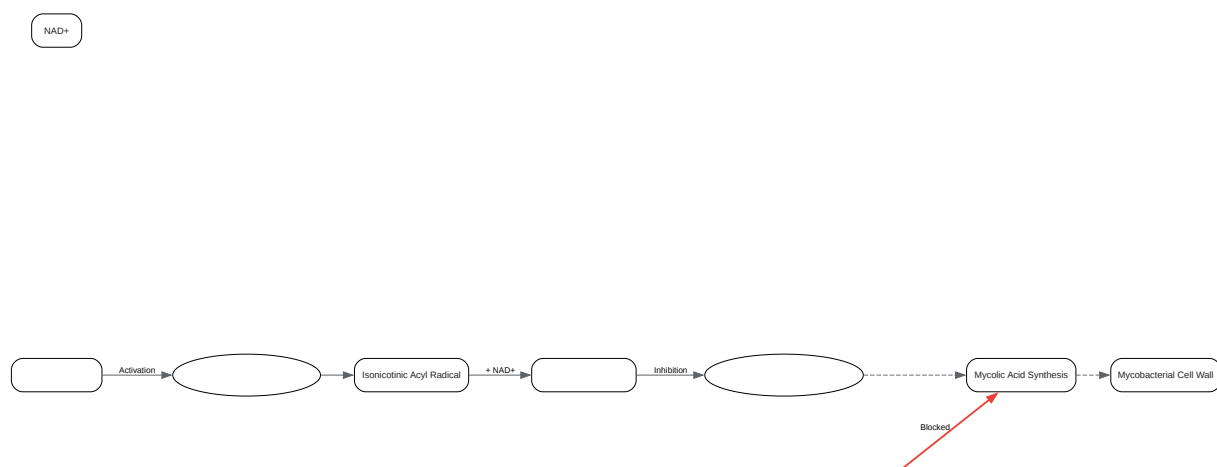 NAD+
Activation
Isonicotinic Acyl Radical
+ NAD+
Inhibition
Mycolic Acid Synthesis
Mycobacterial Cell Wall
Blocked